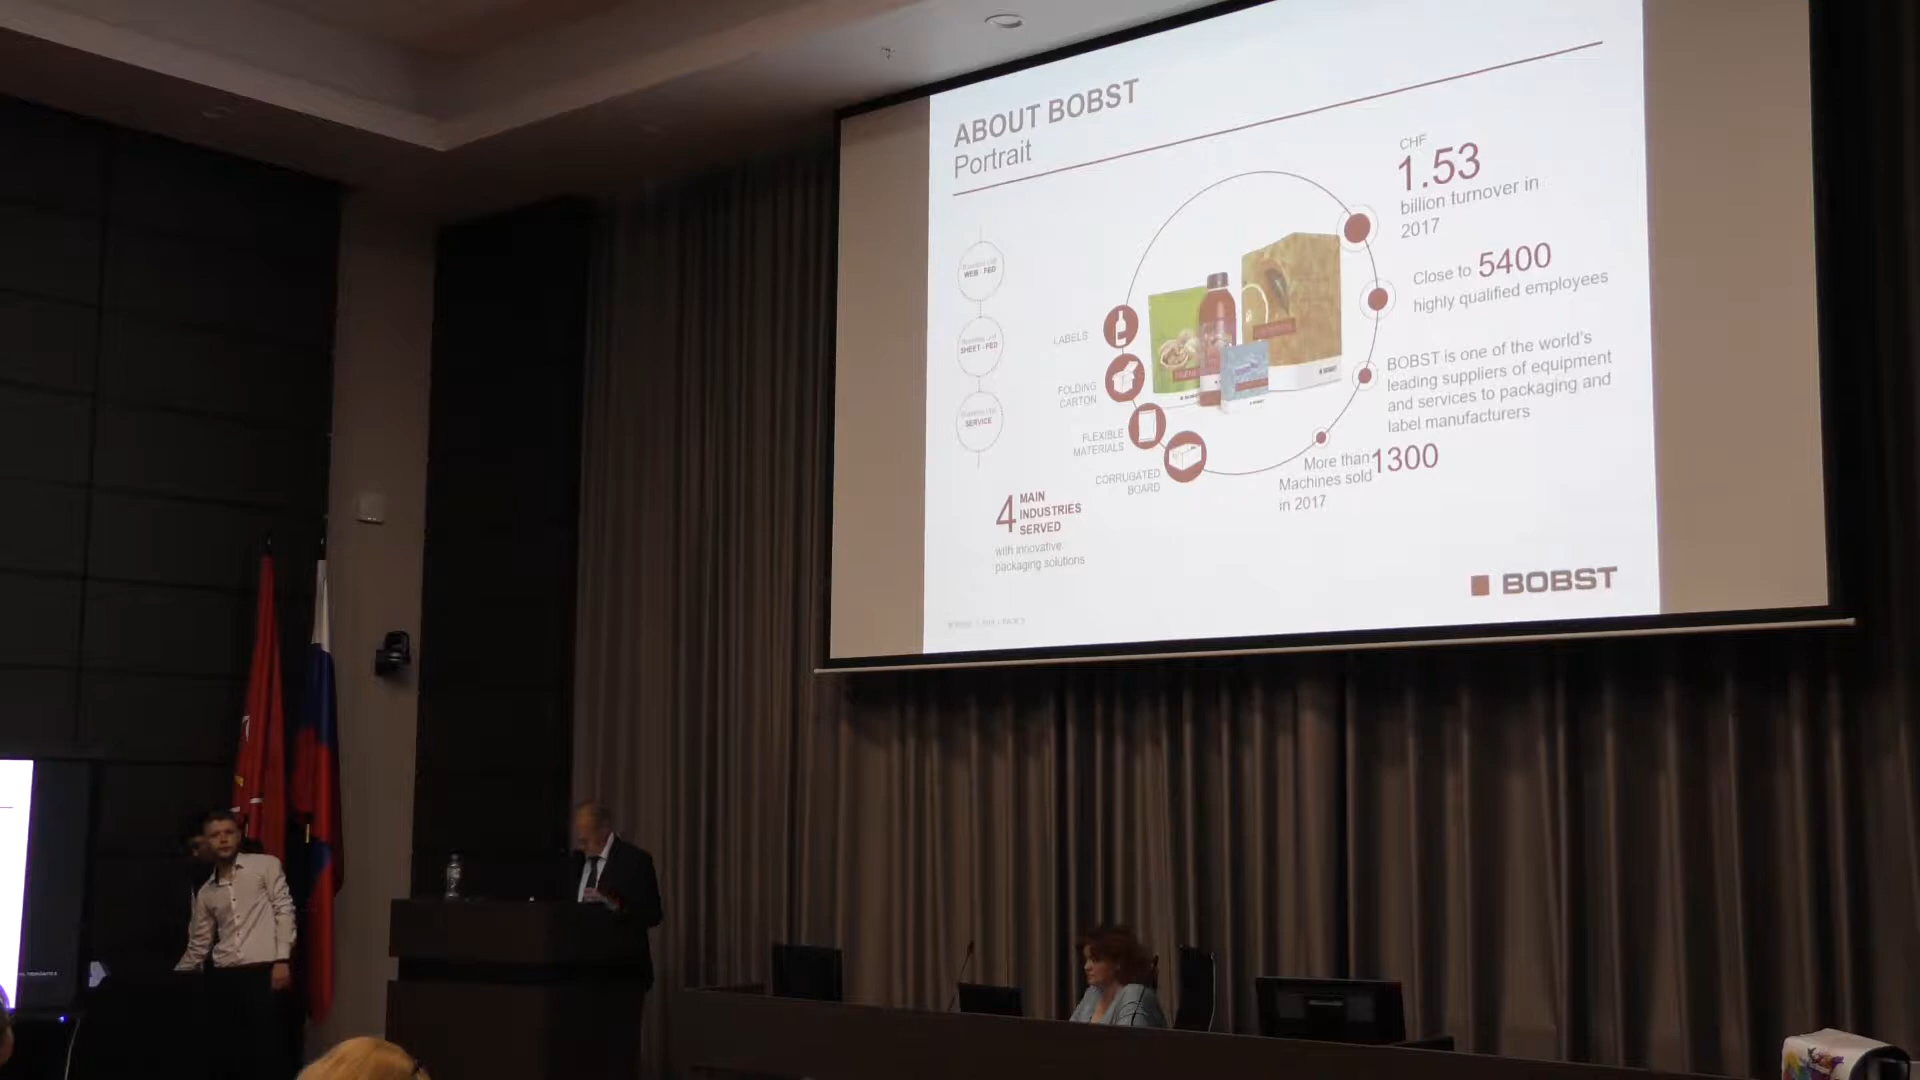 ABOUT BOBST
Portrait
CHF
1.53
billion turnover in
2017
Close to 5400
highly qualified employees
BOBST is one of the world's
leading suppliers of equipment
and services to packaging and
label manufacturers
More than 1300
Machines sold
in 2017
WEB - FED
SHEET - FED
SERVICE
LABELS
FOLDING
CARTON
FLEXIBLE
MATERIALS
CORRUGATED
BOARD
4 MAIN
INDUSTRIES
SERVED
with innovative
packaging solutions
BOBST